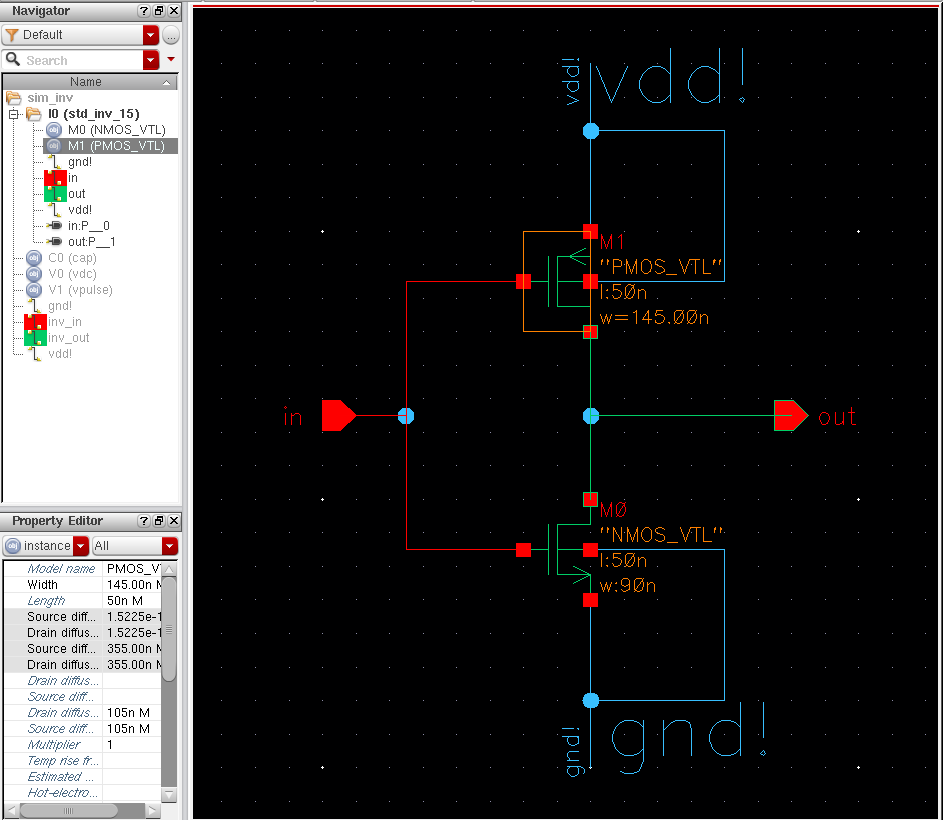 Navigator
Default
Search
Name
sim_inv
I0 (std_inv_15)
M0 (NMOS_VTL)
M1 (PMOS_VTL)
gnd!
in
out
vdd!
in:P__0
out:P__1
C0 (cap)
V0 (vdc)
V1 (vpulse)
gnd!
inv_in
inv_out
vdd!
Property Editor
instance All
Model name PMOS_VT
Width 145.00n M
Length 50n M
Source diff... 1.5225e-1
Drain diffus... 1.5225e-1
Source diff... 355.00n M
Drain diffus... 355.00n M
Drain diffus...
Source diff...
Drain diffus... 105n M
Source diff... 105n M
Multiplier 1
Temp rise fr...
Estimated ...
Hot-electro...
vdd! vdd!
M1
"PMOS_VTL"
l:50n
w=145.00n
in
out
M0
"NMOS_VTL"
l:50n
w:90n
gnd! gnd!